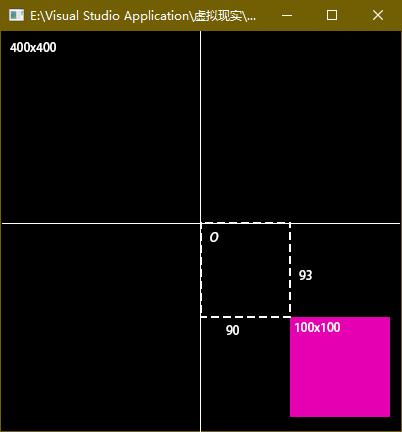 E:\Visual Studio Application\虚拟现实\...
400x400
O
93
90
100x100